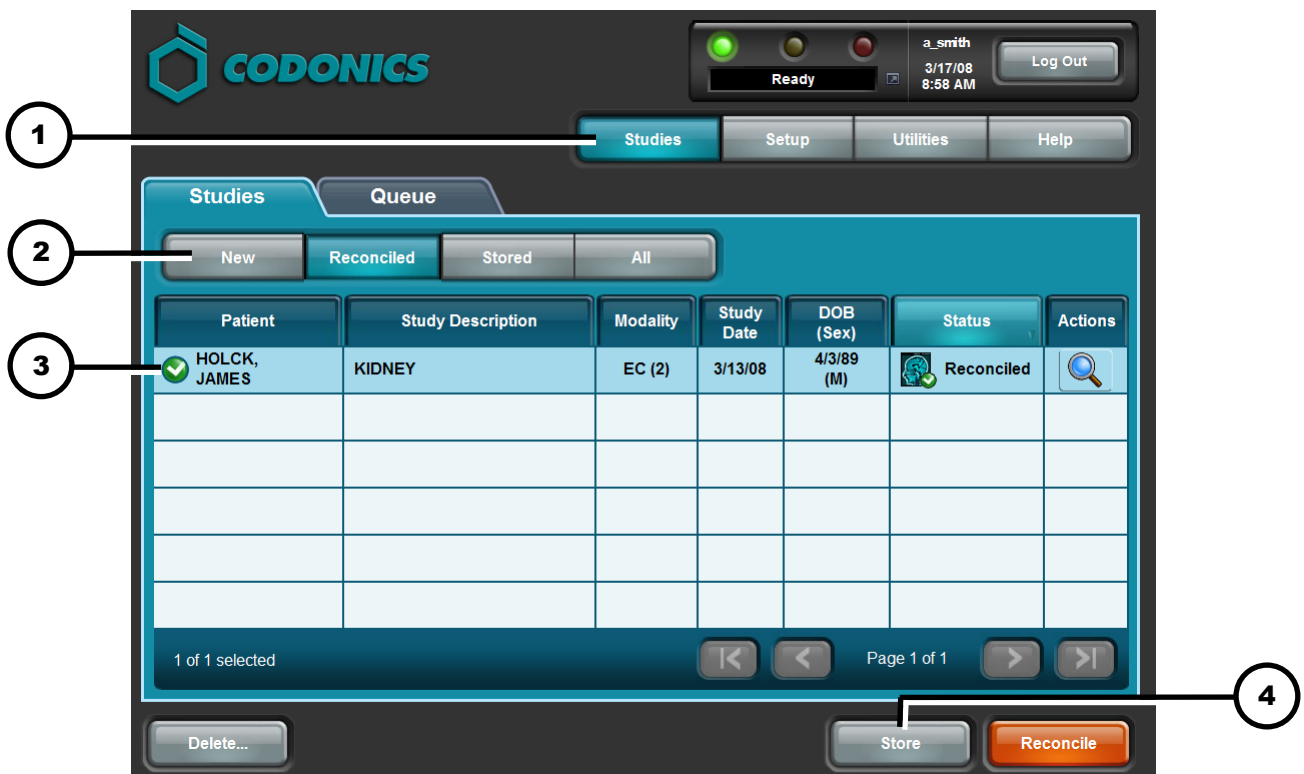 CODONICS
Ready
a_smith
3/17/08
8:58 AM
Log Out
1
Studies Setup Utilities Help
Studies Queue
2
New Reconciled Stored All
Patient Study Description Modality Study Date DOB (Sex) Status Actions
3
HOLCK, JAMES KIDNEY EC (2) 3/13/08 4/3/89 (M) Reconciled
1 of 1 selected Page 1 of 1
4
Delete... Store Reconcile